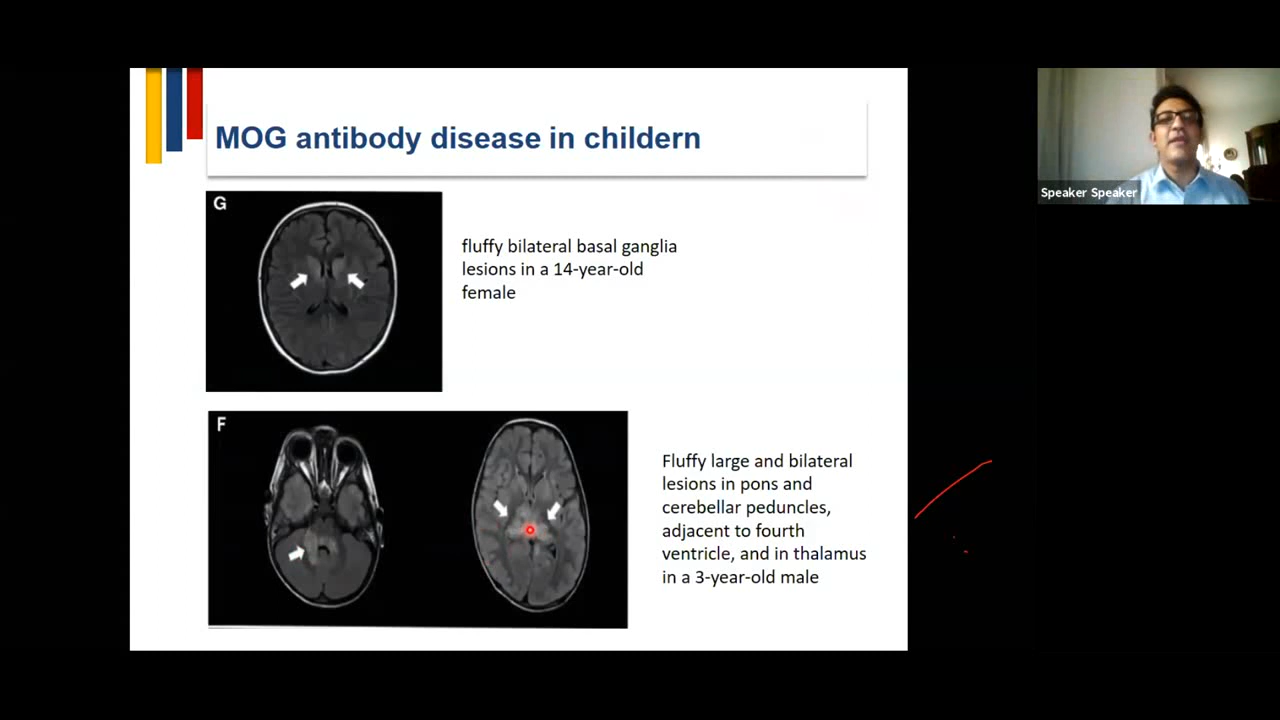 MOG antibody disease in childern
G
fluffy bilateral basal ganglia
lesions in a 14-year-old
female
F
Fluffy large and bilateral
lesions in pons and
cerebellar peduncles,
adjacent to fourth
ventricle, and in thalamus
in a 3-year-old male
Speaker Speaker